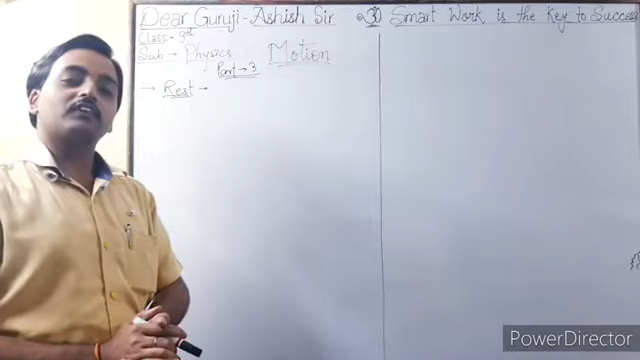 Dear Guruji - Ashish Sir ॐ Smart Work is the Key to Success
Class - 9th
Sub → Physics Motion
Part → 3
→ Rest →
PowerDirector